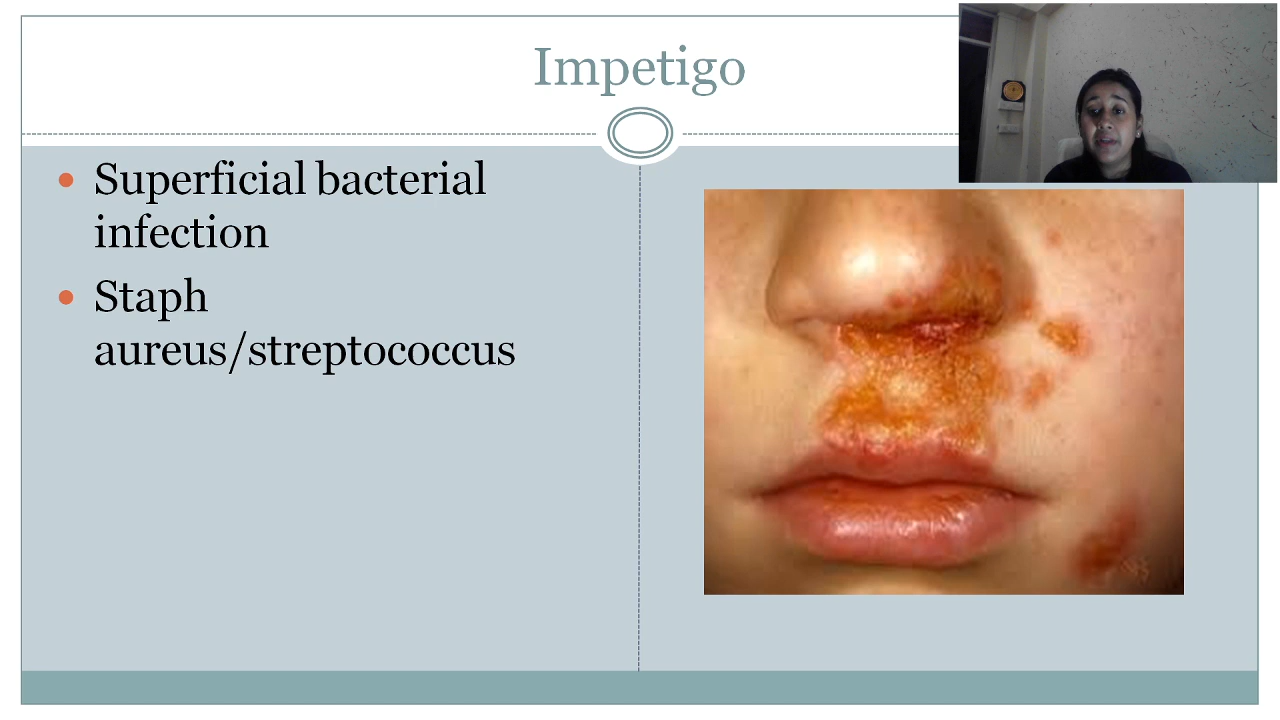 Impetigo
Superficial bacterial
infection
Staph
aureus/streptococcus